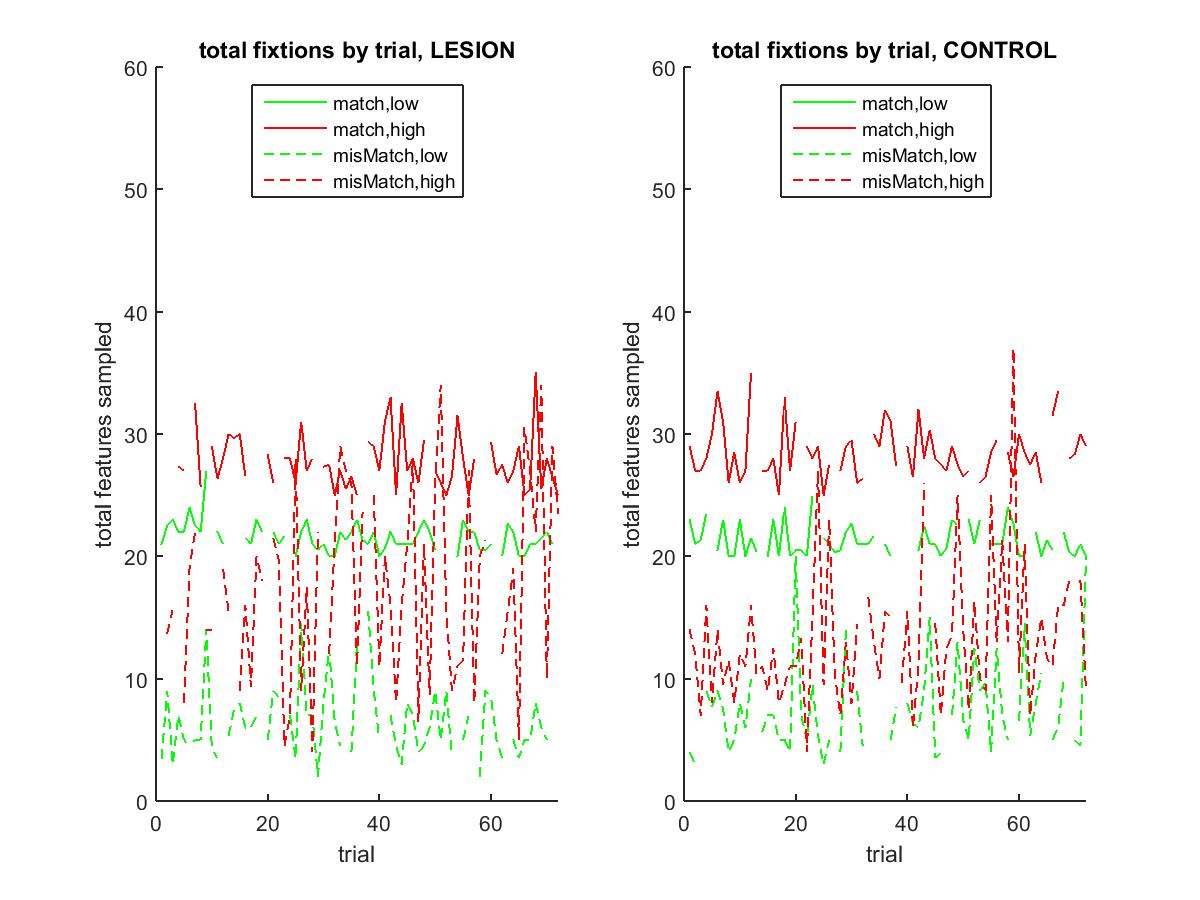 total fixtions by trial, LESION
match,low
match,high
misMatch,low
misMatch,high
total features sampled
60
50
40
30
20
10
0
0 20 40 60
trial
total fixtions by trial, CONTROL
match,low
match,high
misMatch,low
misMatch,high
total features sampled
60
50
40
30
20
10
0
0 20 40 60
trial